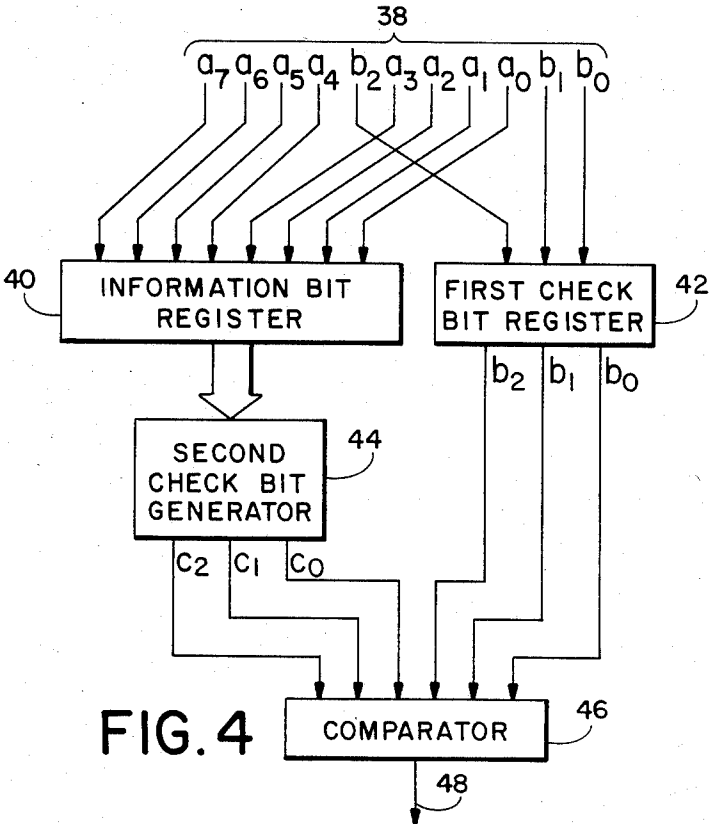 38
a₇ a₆ a₅ a₄ b₂ a₃ a₂ a₁ a₀ b₁ b₀
40
INFORMATION BIT
REGISTER
FIRST CHECK
BIT REGISTER
42
b₂ b₁ b₀
SECOND
CHECK BIT
GENERATOR
44
c₂ c₁ c₀
COMPARATOR
46
FIG. 4
48